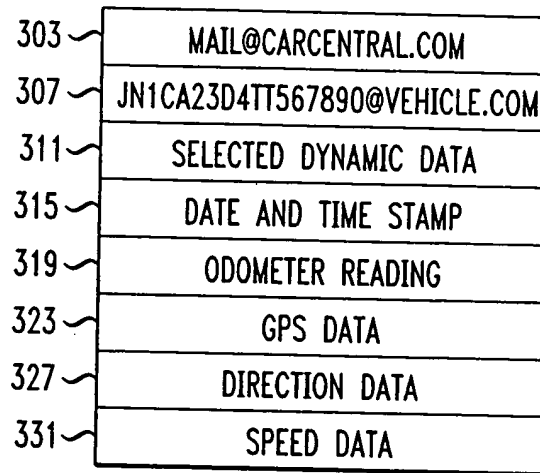 303 MAIL@CARCENTRAL.COM
307 JN1CA23D4TT567890@VEHICLE.COM
311 SELECTED DYNAMIC DATA
315 DATE AND TIME STAMP
319 ODOMETER READING
323 GPS DATA
327 DIRECTION DATA
331 SPEED DATA